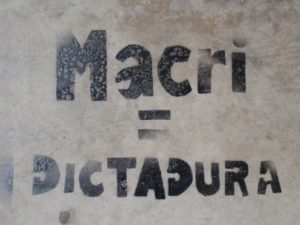 Macri
=
DICTADURA